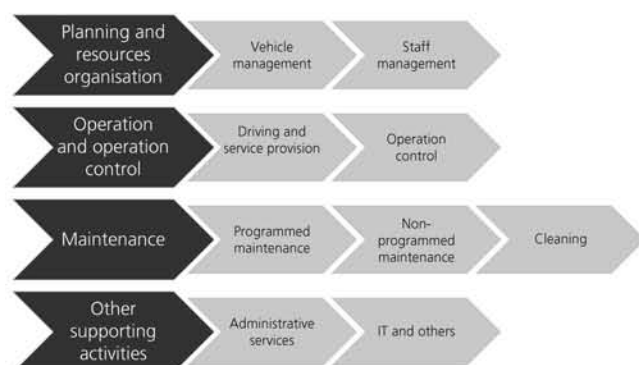 Planning and
resources
organisation
Vehicle
management
Staff
management
Operation
and operation
control
Driving and
service provision
Operation
control
Maintenance
Programmed
maintenance
Non-
programmed
maintenance
Cleaning
Other
supporting
activities
Administrative
services
IT and others